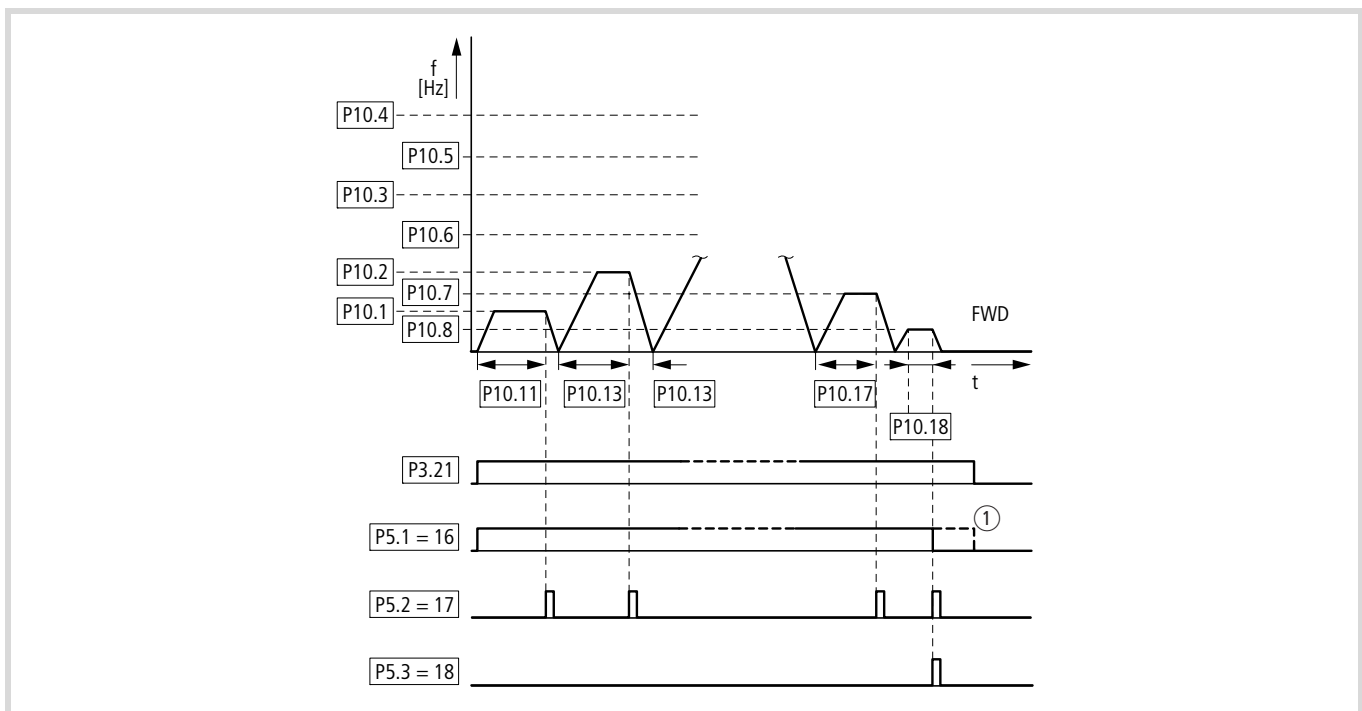 f
[Hz]
P10.4
P10.5
P10.3
P10.6
P10.2
P10.7
P10.1
P10.8
FWD
t
P10.11
P10.13
P10.13
P10.17
P10.18
P3.21
P5.1 = 16
1
P5.2 = 17
P5.3 = 18